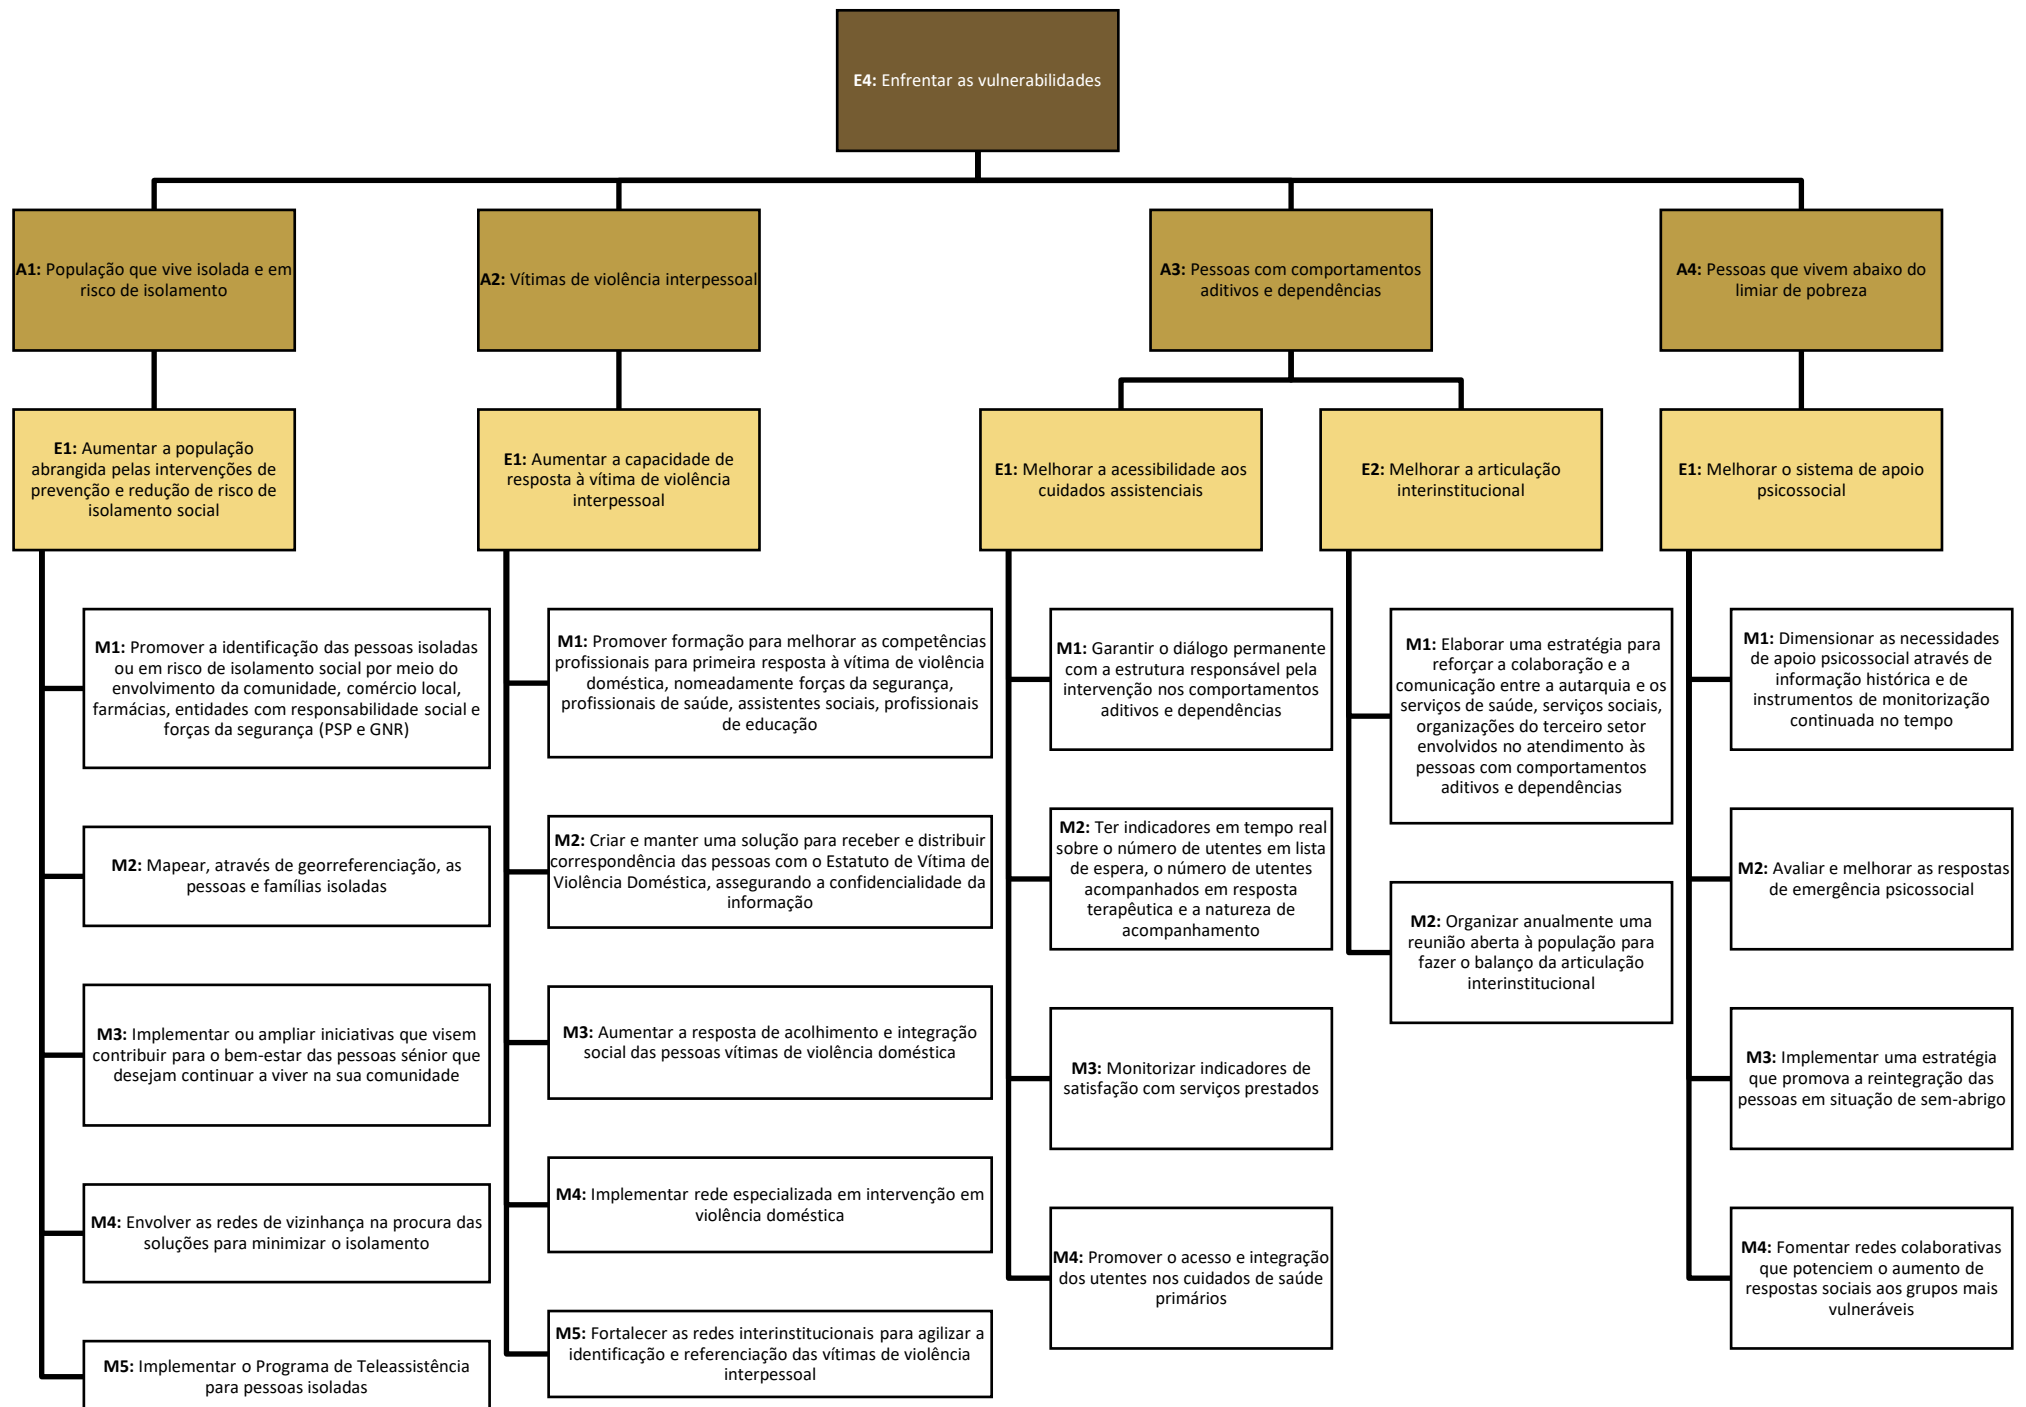 E4: Enfrentar as vulnerabilidades
A1: População que vive isolada e em
risco de isolamento
A2: Vítimas de violência interpessoal
A3: Pessoas com comportamentos
aditivos e dependências
A4: Pessoas que vivem abaixo do
limiar de pobreza
E1: Aumentar a população
abrangida pelas intervenções de
prevenção e redução de risco de
isolamento social
E1: Aumentar a capacidade de
resposta à vítima de violência
interpessoal
E1: Melhorar a acessibilidade aos
cuidados assistenciais
E2: Melhorar a articulação
interinstitucional
E1: Melhorar o sistema de apoio
psicossocial
M1: Promover a identificação das pessoas isoladas
ou em risco de isolamento social por meio do
envolvimento da comunidade, comércio local,
farmácias, entidades com responsabilidade social e
forças da segurança (PSP e GNR)
M2: Mapear, através de georreferenciação, as
pessoas e famílias isoladas
M3: Implementar ou ampliar iniciativas que visem
contribuir para o bem-estar das pessoas sénior que
desejam continuar a viver na sua comunidade
M4: Envolver as redes de vizinhança na procura das
soluções para minimizar o isolamento
M5: Implementar o Programa de Teleassistência
para pessoas isoladas
M1: Promover formação para melhorar as competências
profissionais para primeira resposta à vítima de violência
doméstica, nomeadamente forças da segurança,
profissionais de saúde, assistentes sociais, profissionais
de educação
M2: Criar e manter uma solução para receber e distribuir
correspondência das pessoas com o Estatuto de Vítima de
Violência Doméstica, assegurando a confidencialidade da
informação
M3: Aumentar a resposta de acolhimento e integração
social das pessoas vítimas de violência doméstica
M4: Implementar rede especializada em intervenção em
violência doméstica
M5: Fortalecer as redes interinstitucionais para agilizar a
identificação e referenciação das vítimas de violência
interpessoal
M1: Garantir o diálogo permanente
com a estrutura responsável pela
intervenção nos comportamentos
aditivos e dependências
M2: Ter indicadores em tempo real
sobre o número de utentes em lista
de espera, o número de utentes
acompanhados em resposta
terapêutica e a natureza de
acompanhamento
M3: Monitorizar indicadores de
satisfação com serviços prestados
M4: Promover o acesso e integração
dos utentes nos cuidados de saúde
primários
M1: Elaborar uma estratégia para
reforçar a colaboração e a
comunicação entre a autarquia e os
serviços de saúde, serviços sociais,
organizações do terceiro setor
envolvidos no atendimento às
pessoas com comportamentos
aditivos e dependências
M2: Organizar anualmente uma
reunião aberta à população para
fazer o balanço da articulação
interinstitucional
M1: Dimensionar as necessidades
de apoio psicossocial através de
informação histórica e de
instrumentos de monitorização
continuada no tempo
M2: Avaliar e melhorar as respostas
de emergência psicossocial
M3: Implementar uma estratégia
que promova a reintegração das
pessoas em situação de sem-abrigo
M4: Fomentar redes colaborativas
que potenciem o aumento de
respostas sociais aos grupos mais
vulneráveis